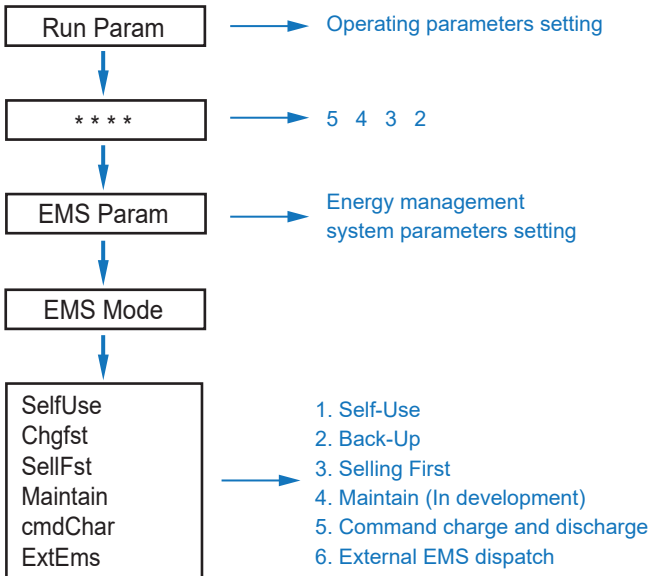 Run Param
Operating parameters setting
* * * *
5 4 3 2
EMS Param
Energy management
system parameters setting
EMS Mode
SelfUse
Chgfst
SellFst
Maintain
cmdChar
ExtEms
1. Self-Use
2. Back-Up
3. Selling First
4. Maintain (In development)
5. Command charge and discharge
6. External EMS dispatch